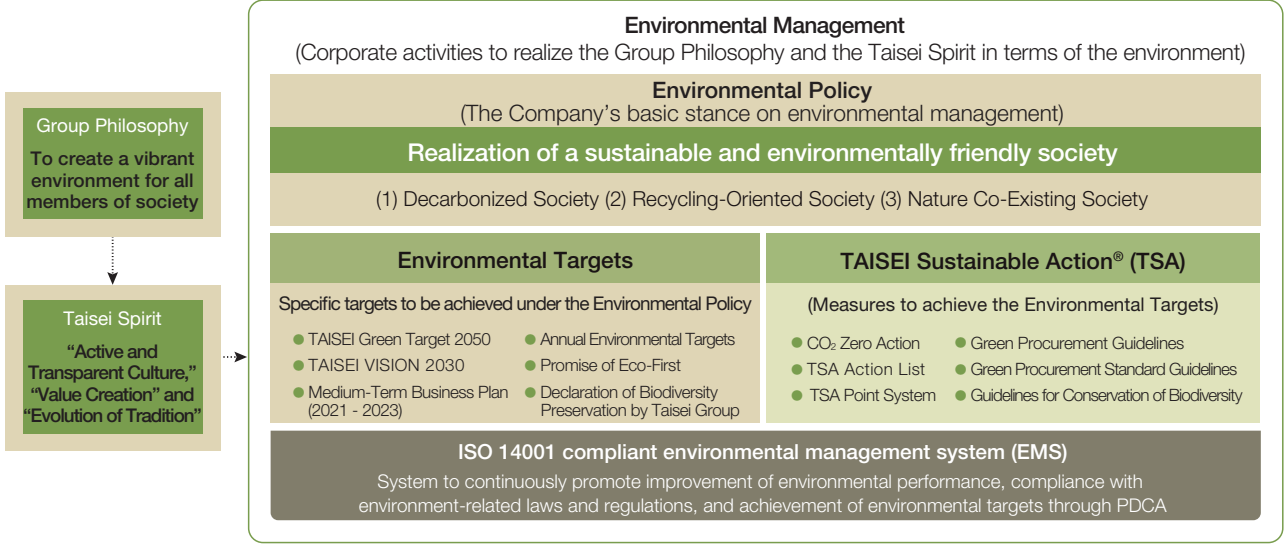 Group Philosophy
To create a vibrant
environment for all
members of society
Taisei Spirit
“Active and
Transparent Culture,”
“Value Creation” and
“Evolution of Tradition”
Environmental Management
(Corporate activities to realize the Group Philosophy and the Taisei Spirit in terms of the environment)
Environmental Policy
(The Company’s basic stance on environmental management)
Realization of a sustainable and environmentally friendly society
(1) Decarbonized Society (2) Recycling-Oriented Society (3) Nature Co-Existing Society
Environmental Targets
Specific targets to be achieved under the Environmental Policy
● TAISEI Green Target 2050
● TAISEI VISION 2030
● Medium-Term Business Plan
(2021 - 2023)
● Annual Environmental Targets
● Promise of Eco-First
● Declaration of Biodiversity
Preservation by Taisei Group
TAISEI Sustainable Action® (TSA)
(Measures to achieve the Environmental Targets)
● CO₂ Zero Action
● TSA Action List
● TSA Point System
● Green Procurement Guidelines
● Green Procurement Standard Guidelines
● Guidelines for Conservation of Biodiversity
ISO 14001 compliant environmental management system (EMS)
System to continuously promote improvement of environmental performance, compliance with
environment-related laws and regulations, and achievement of environmental targets through PDCA